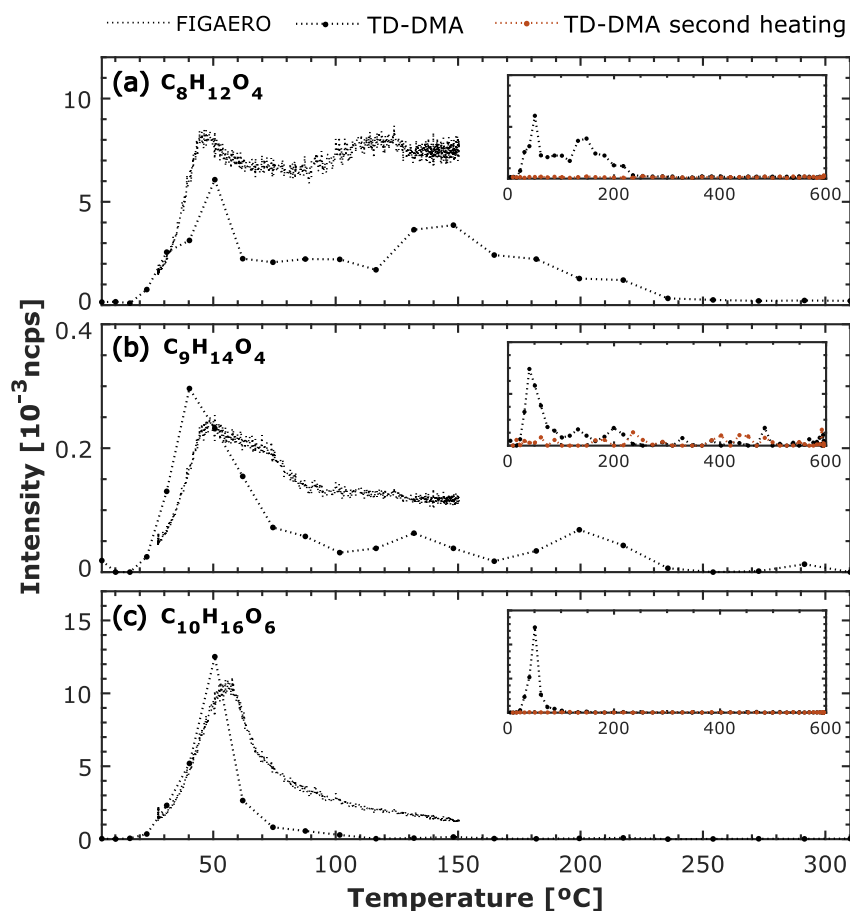 FIGAERO TD-DMA TD-DMA second heating
(a) C8H12O4
10
5
0
0 200 400 600
(b) C9H14O4
0.4
0.2
0
0 200 400 600
(c) C10H16O6
15
10
5
0
0 200 400 600
50 100 150 200 250 300
Intensity [10⁻³ncps]
Temperature [ºC]